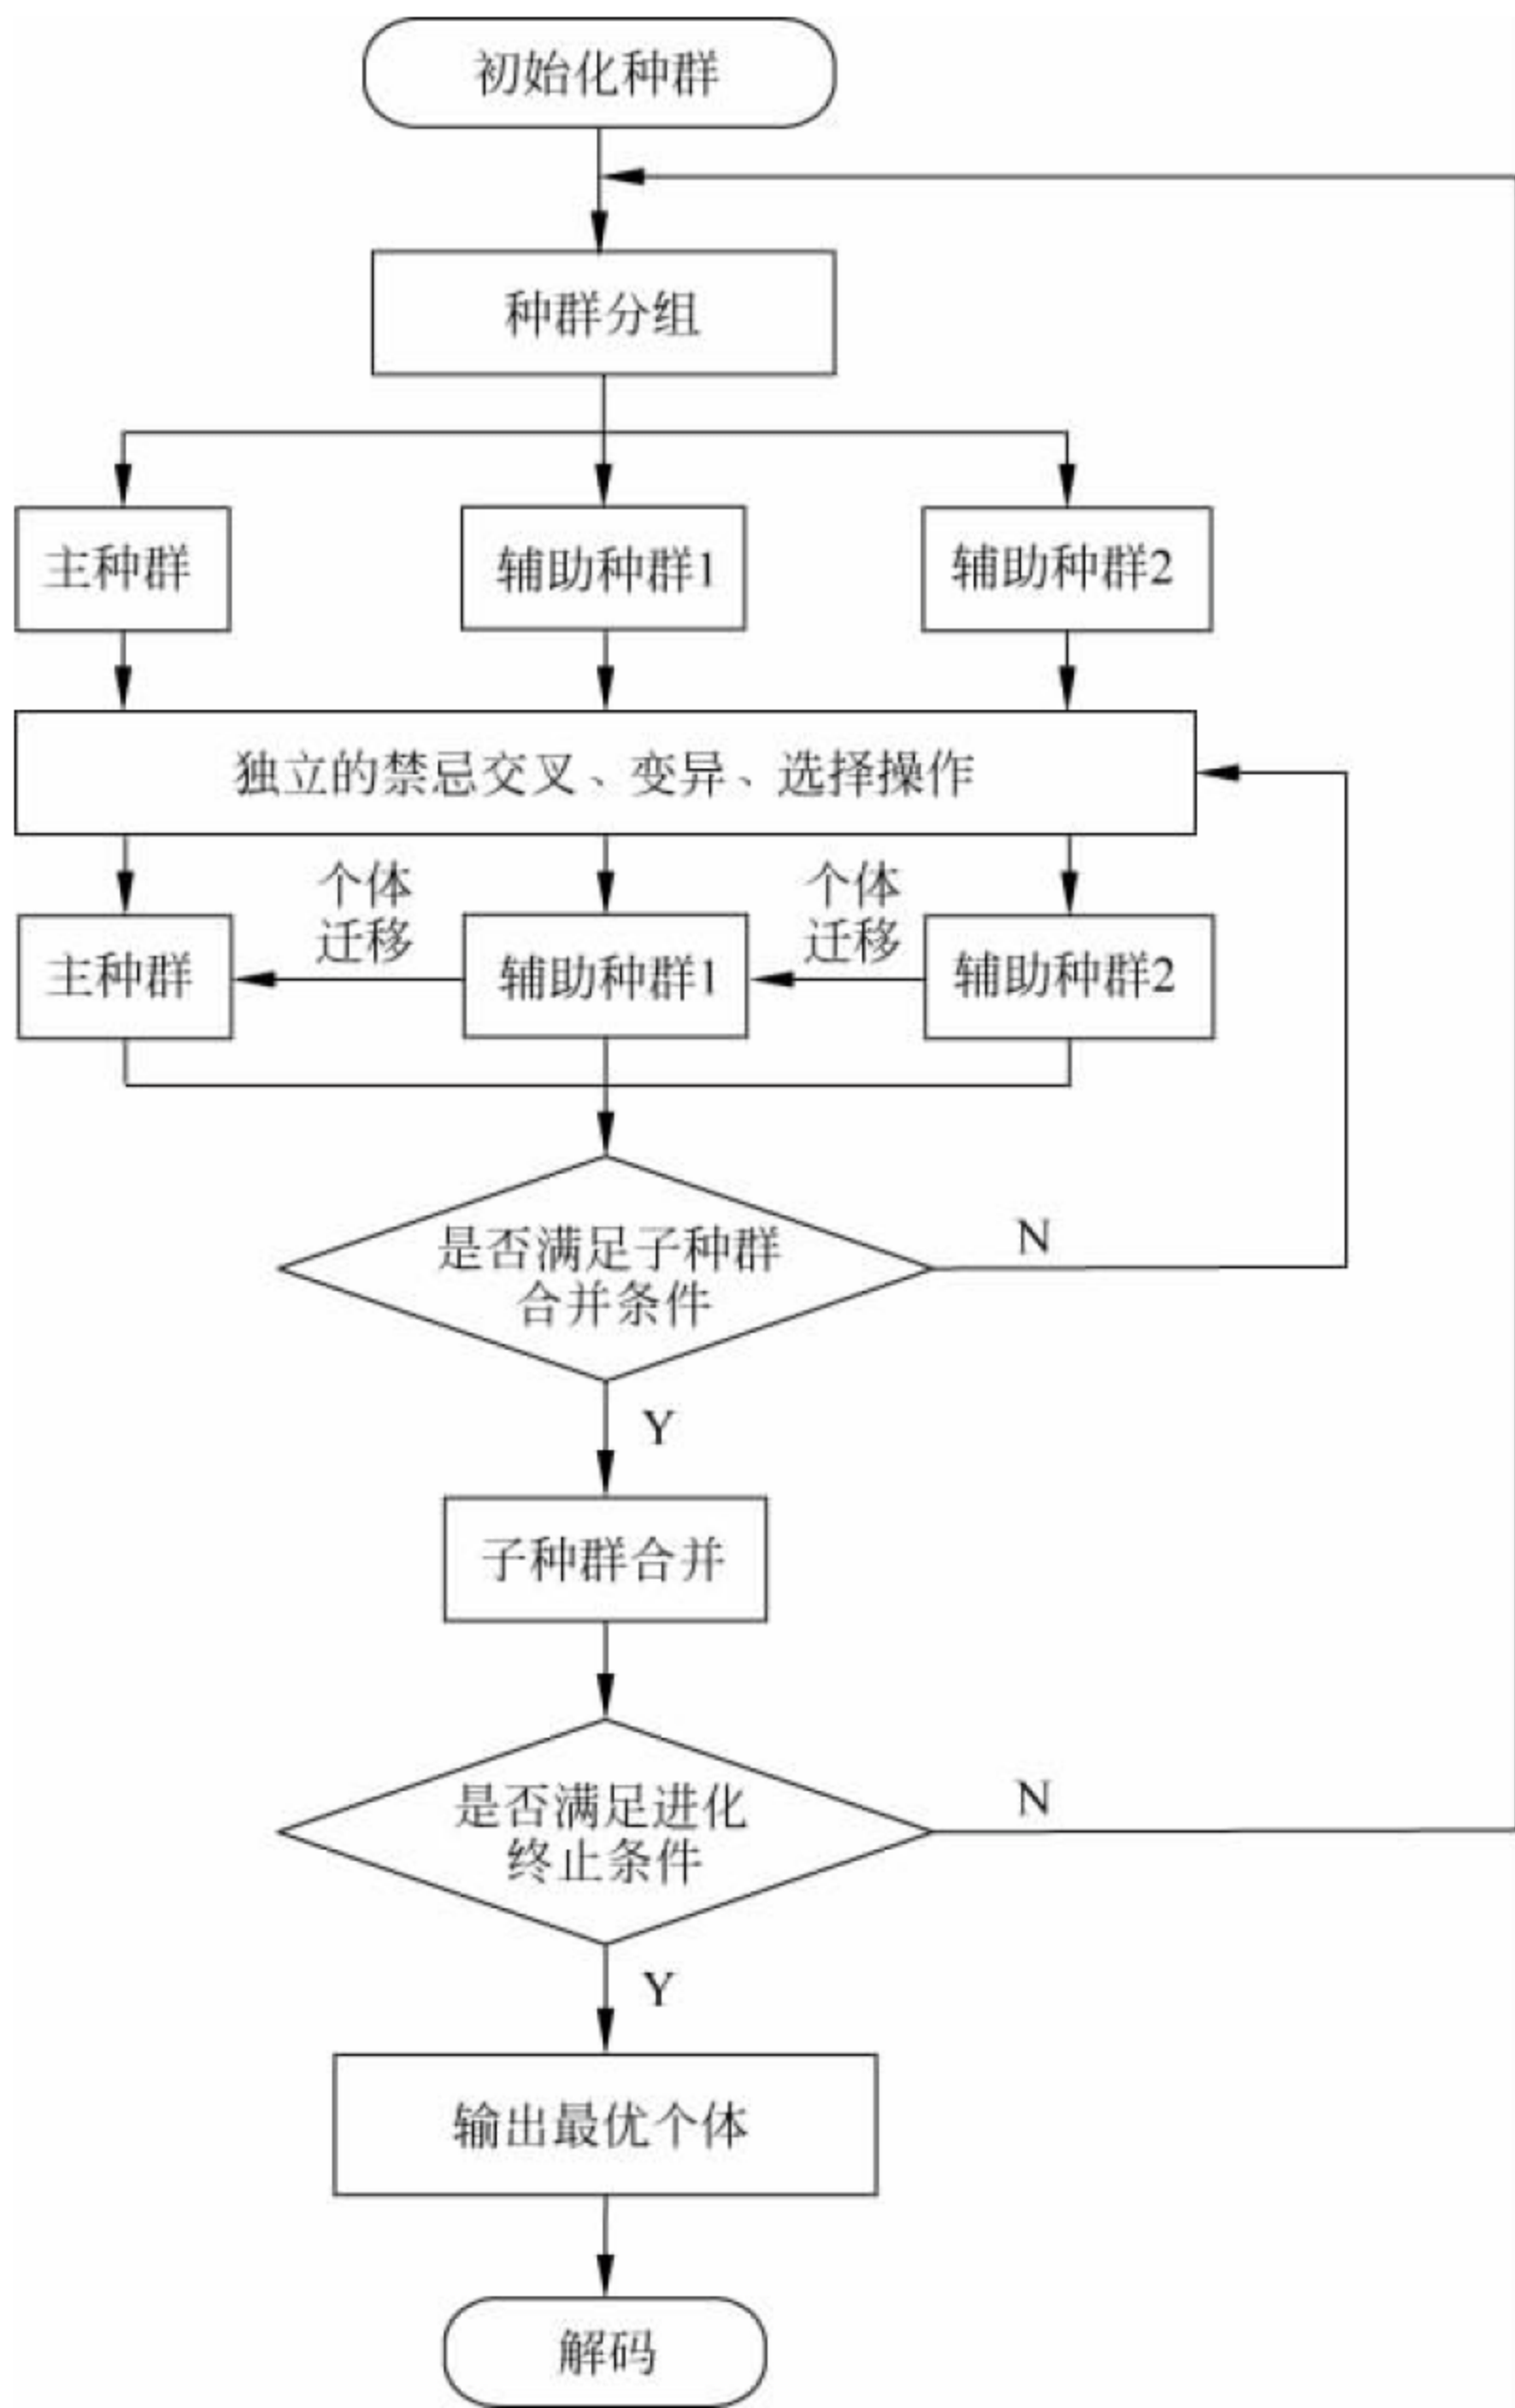 初始化种群
种群分组
主种群
辅助种群1
辅助种群2
独立的禁忌交叉、变异、选择操作
个体
迁移
个体
迁移
主种群
辅助种群1
辅助种群2
是否满足子种群
合并条件
N
Y
子种群合并
是否满足进化
终止条件
N
Y
输出最优个体
解码